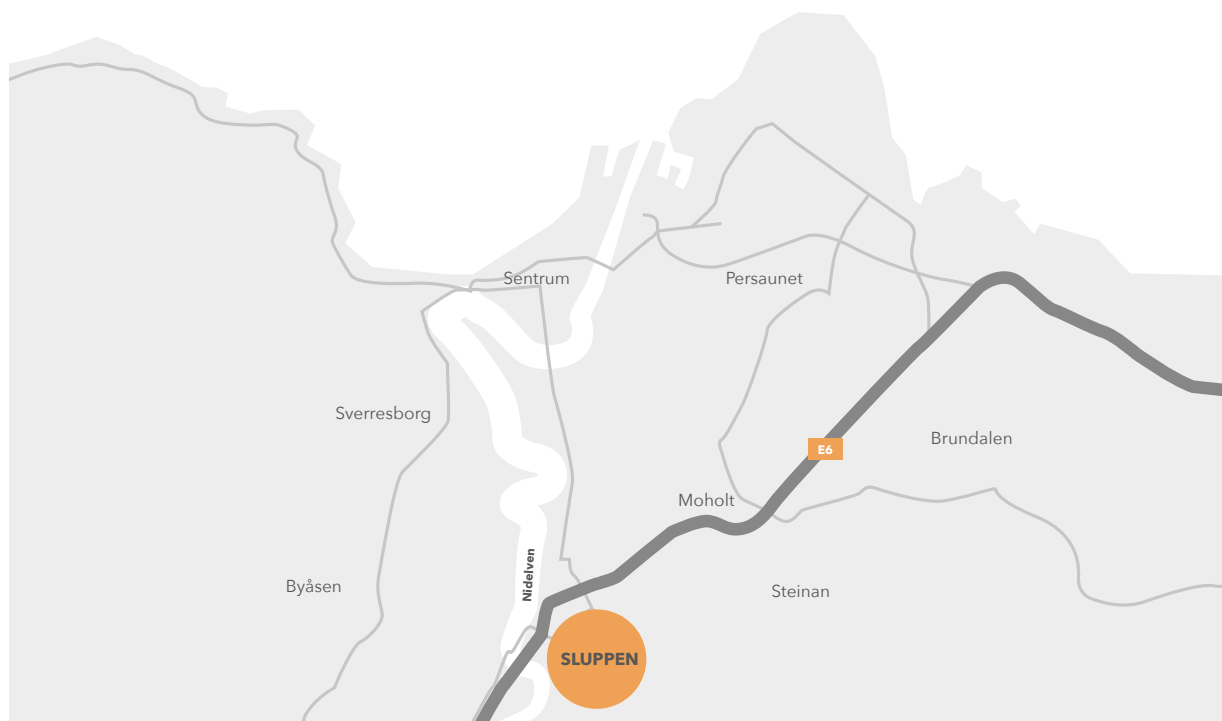 Sentrum
Persaunet
Sverresborg
Brundalen
E6
Moholt
Nidelven
Byåsen
Steinan
SLUPPEN